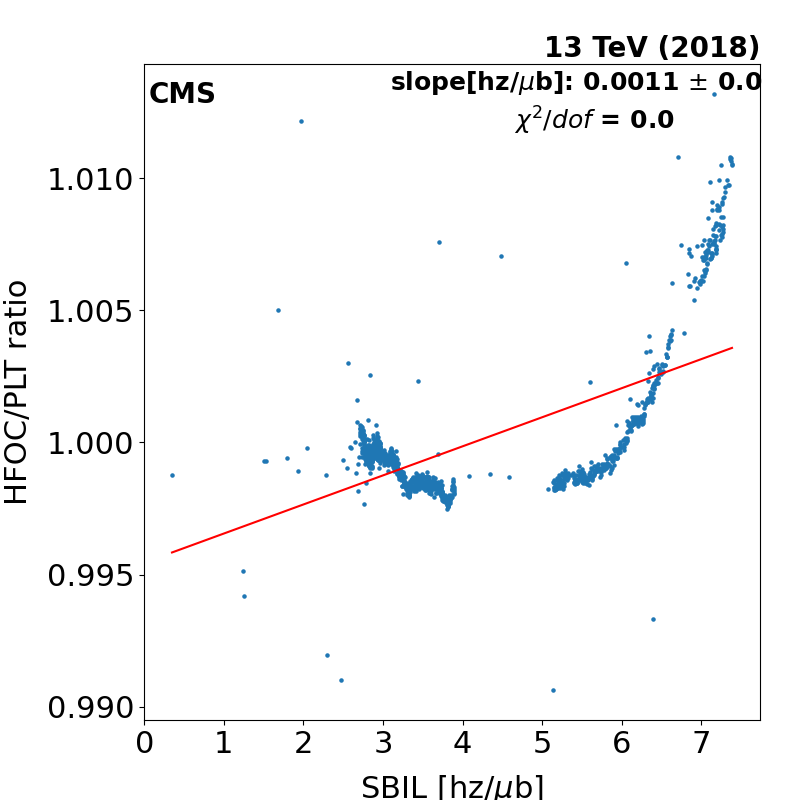 13 TeV (2018)
CMS
slope[hz/μb]: 0.0011 ± 0.0
χ²/dof = 0.0
HFOC/PLT ratio
1.010
1.005
1.000
0.995
0.990
0 1 2 3 4 5 6 7
SBIL [hz/μb]